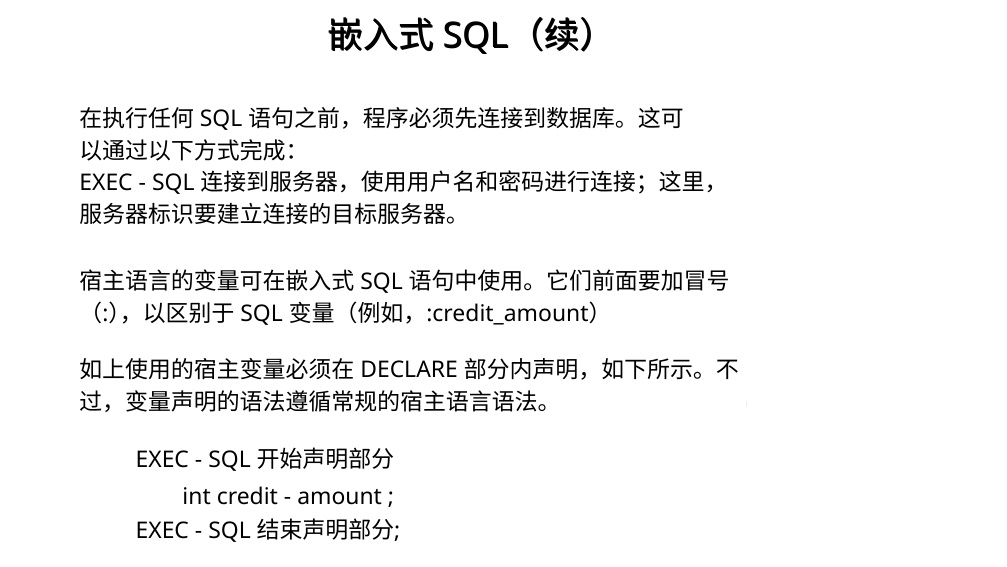 嵌入式 SQL（续）
在执行任何 SQL 语句之前，程序必须先连接到数据库。这可
以通过以下方式完成：
EXEC - SQL 连接到服务器，使用用户名和密码进行连接；这里，
服务器标识要建立连接的目标服务器。
宿主语言的变量可在嵌入式 SQL 语句中使用。它们前面要加冒号
（:），以区别于 SQL 变量（例如，:credit_amount）
如上使用的宿主变量必须在 DECLARE 部分内声明，如下所示。不
过，变量声明的语法遵循常规的宿主语言语法。
EXEC - SQL 开始声明部分
int credit - amount ;
EXEC - SQL 结束声明部分;